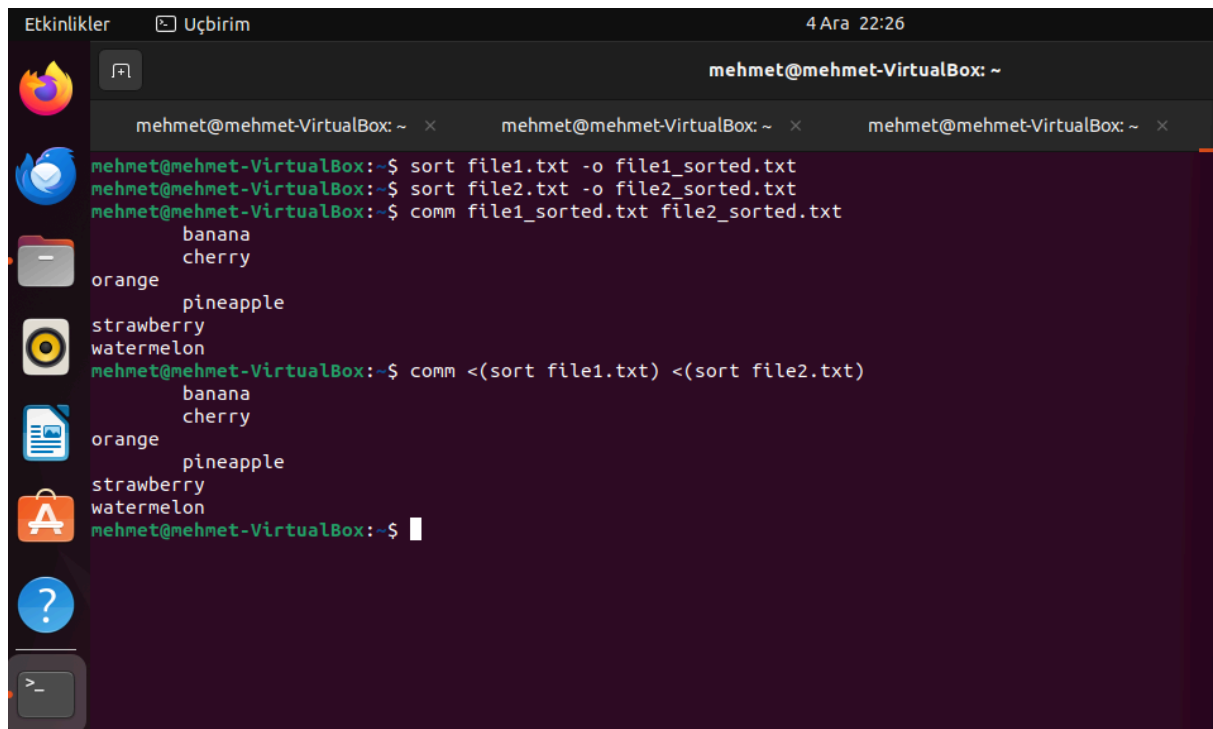 Etkinlikler Uçbirim 4 Ara 22:26
mehmet@mehmet-VirtualBox: ~
mehmet@mehmet-VirtualBox: ~ × mehmet@mehmet-VirtualBox: ~ × mehmet@mehmet-VirtualBox: ~ ×
mehmet@mehmet-VirtualBox:~$ sort file1.txt -o file1_sorted.txt
mehmet@mehmet-VirtualBox:~$ sort file2.txt -o file2_sorted.txt
mehmet@mehmet-VirtualBox:~$ comm file1_sorted.txt file2_sorted.txt
        banana
        cherry
orange
        pineapple
strawberry
watermelon
mehmet@mehmet-VirtualBox:~$ comm <(sort file1.txt) <(sort file2.txt)
        banana
        cherry
orange
        pineapple
strawberry
watermelon
mehmet@mehmet-VirtualBox:~$